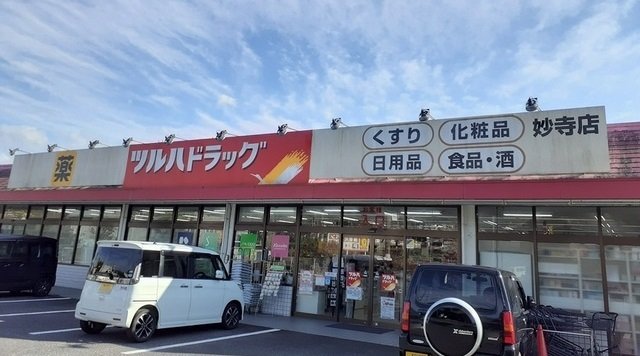 薬
ツルハドラッグ
くすり
化粧品
妙寺店
日用品
食品・酒